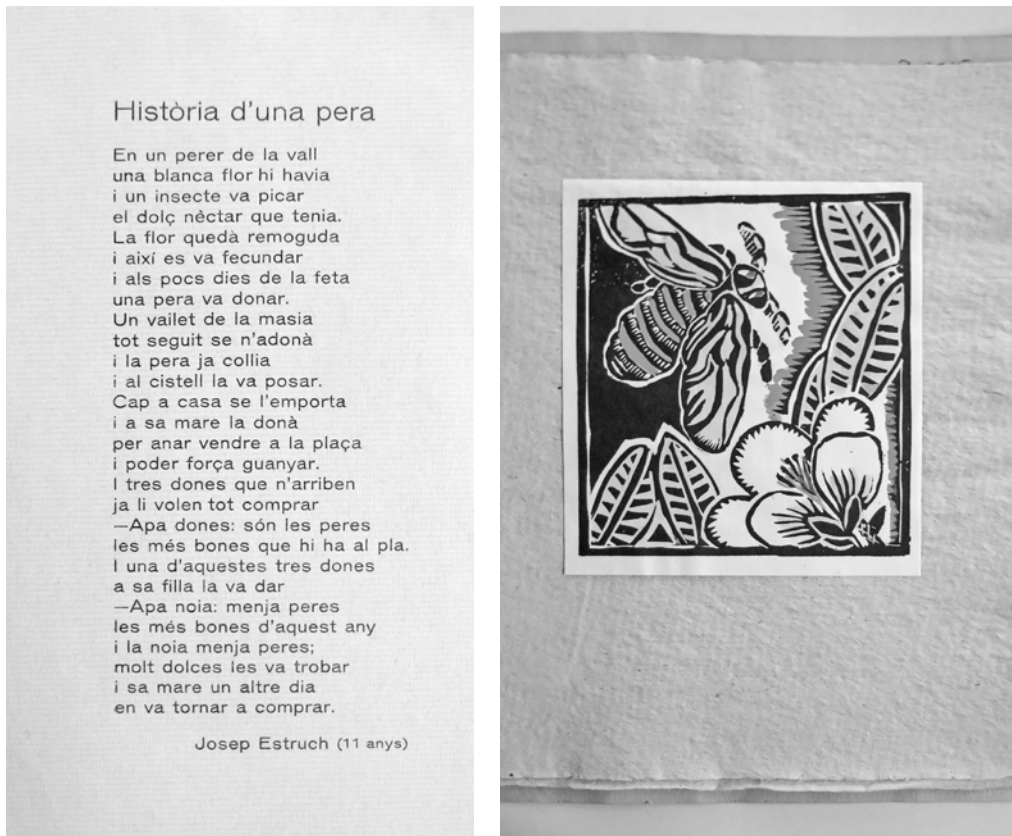 Història d'una pera
En un perer de la vall
una blanca flor hi havia
i un insecte va picar
el dolç nèctar que tenia.
La flor quedà remoguda
i així es va fecundar
i als pocs dies de la feta
una pera va donar.
Un vailet de la masia
tot seguit se n'adonà
i la pera ja collia
i al cistell la va posar.
Cap a casa se l'emporta
i a sa mare la donà
per anar vendre a la plaça
i poder força guanyar.
I tres dones que n'arriben
ja li volen tot comprar
—Apa dones: són les peres
les més bones que hi ha al pla.
I una d'aquestes tres dones
a sa filla la va dar
—Apa noia: menja peres
les més bones d'aquest any
i la noia menja peres;
molt dolces les va trobar
i sa mare un altre dia
en va tornar a comprar.
Josep Estruch (11 anys)